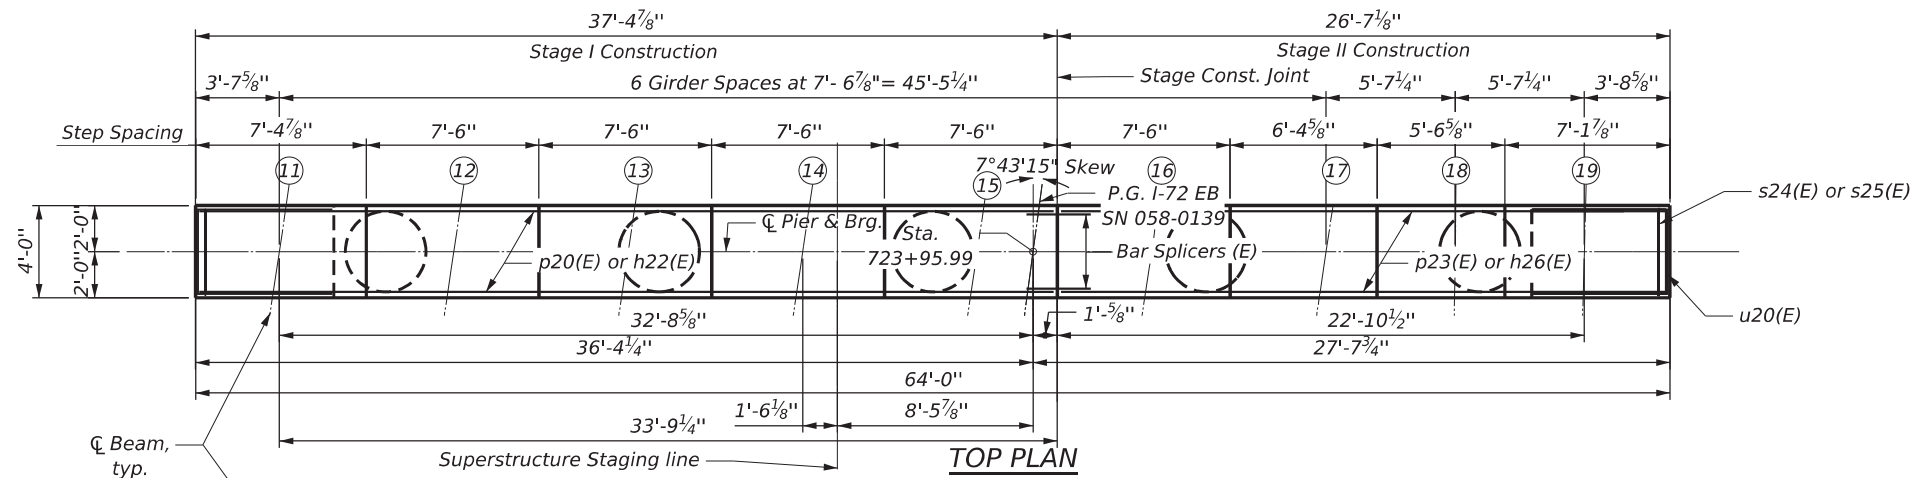 37'-4⅞"
26'-7⅛"
Stage I Construction
Stage II Construction
Stage Const. Joint
3'-7⅝"
6 Girder Spaces at 7'- 6⅞"= 45'-5¼"
5'-7¼"
5'-7¼"
3'-8⅝"
Step Spacing
7'-4⅞"
7'-6"
7'-6"
7'-6"
7'-6"
7'-6"
6'-4⅝"
5'-6⅝"
7'-1⅞"
11
12
13
14
15
7°43'15" Skew
16
17
18
19
P.G. I-72 EB
SN 058-0139
s24(E) or s25(E)
4'-0"
2'-0"
2'-0"
℄ Pier & Brg.
Sta.
723+95.99
Bar Splicers (E)
p20(E) or h22(E)
p23(E) or h26(E)
u20(E)
32'-8⅝"
1'-⅝"
22'-10½"
36'-4¼"
27'-7¾"
64'-0"
1'-6⅛"
8'-5⅞"
33'-9¼"
℄ Beam,
typ.
Superstructure Staging line
TOP PLAN